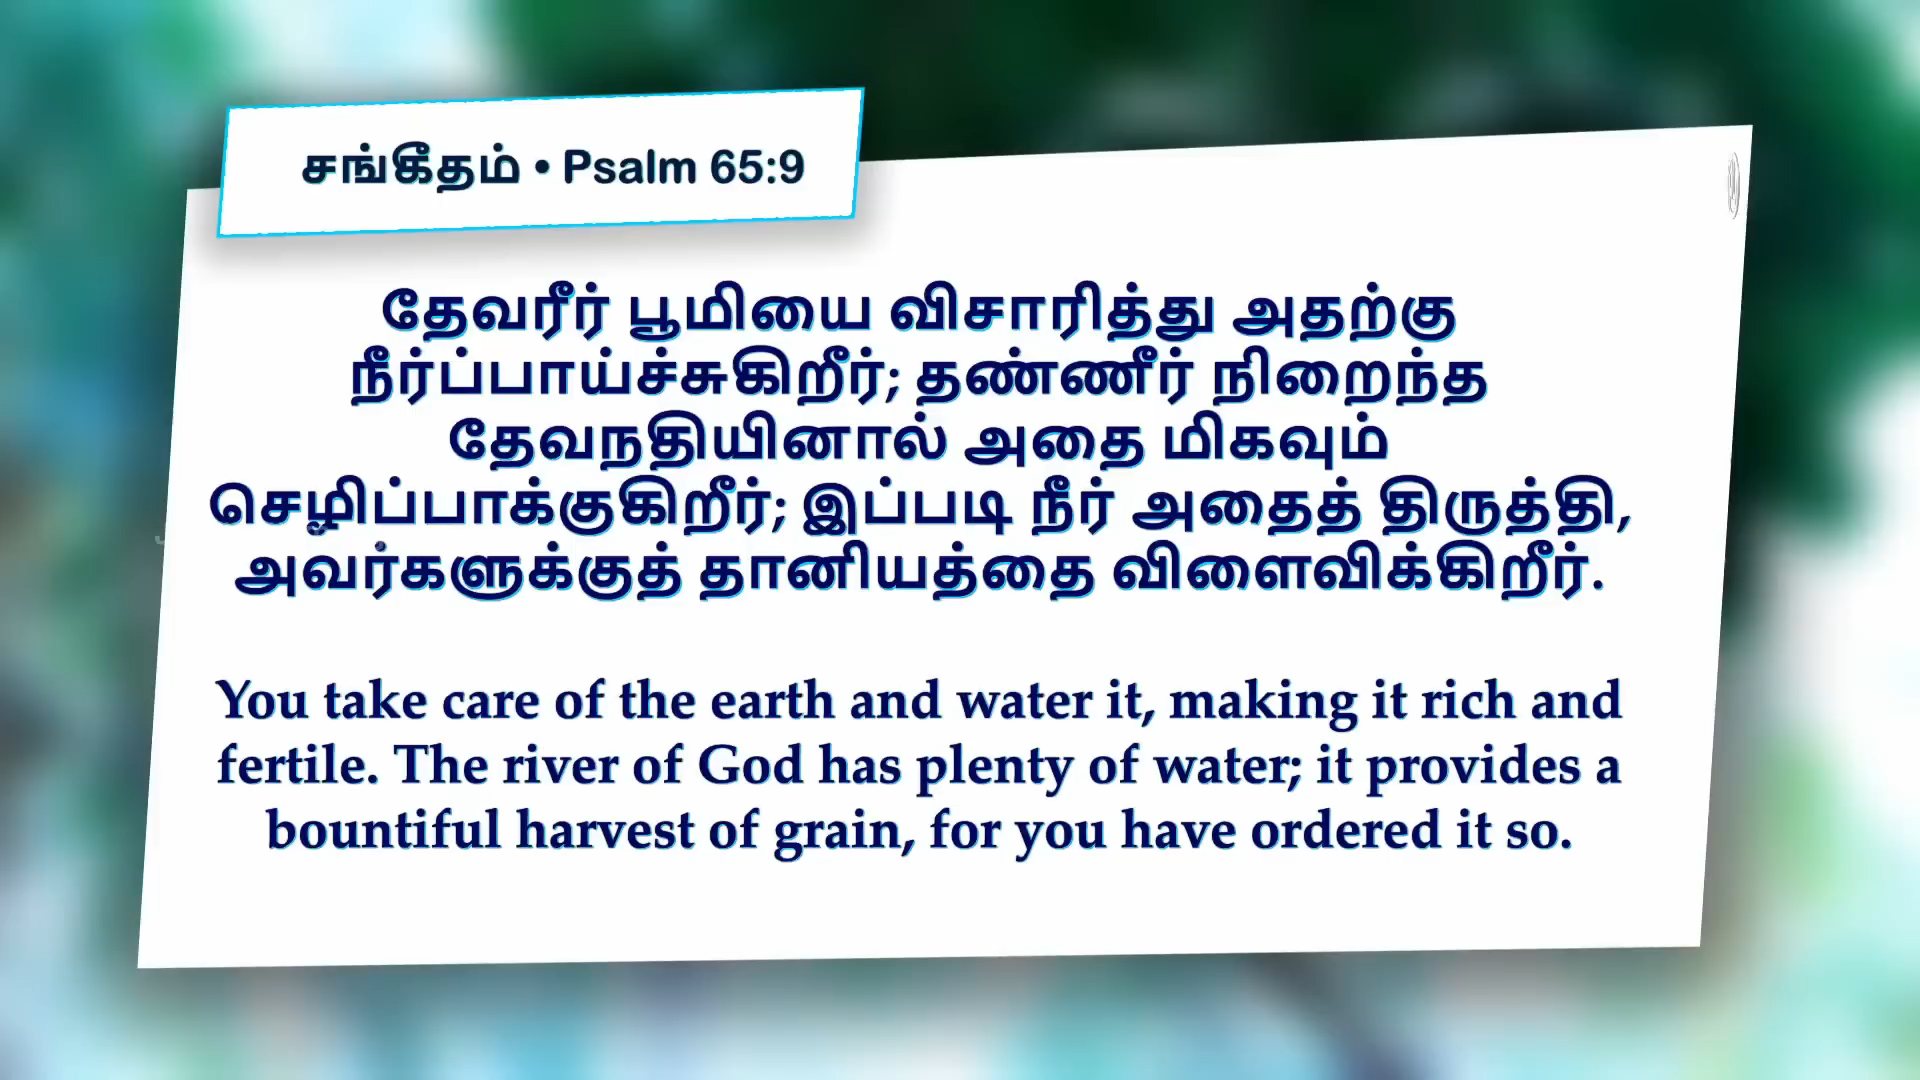 சங்கீதம் • Psalm 65:9
தேவரீர் பூமியை விசாரித்து அதற்கு
நீர்ப்பாய்ச்சுகிறீர்; தண்ணீர் நிறைந்த
தேவநதியினால் அதை மிகவும்
செழிப்பாக்குகிறீர்; இப்படி நீர் அதைத் திருத்தி,
அவர்களுக்குத் தானியத்தை விளைவிக்கிறீர்.
You take care of the earth and water it, making it rich and
fertile. The river of God has plenty of water; it provides a
bountiful harvest of grain, for you have ordered it so.